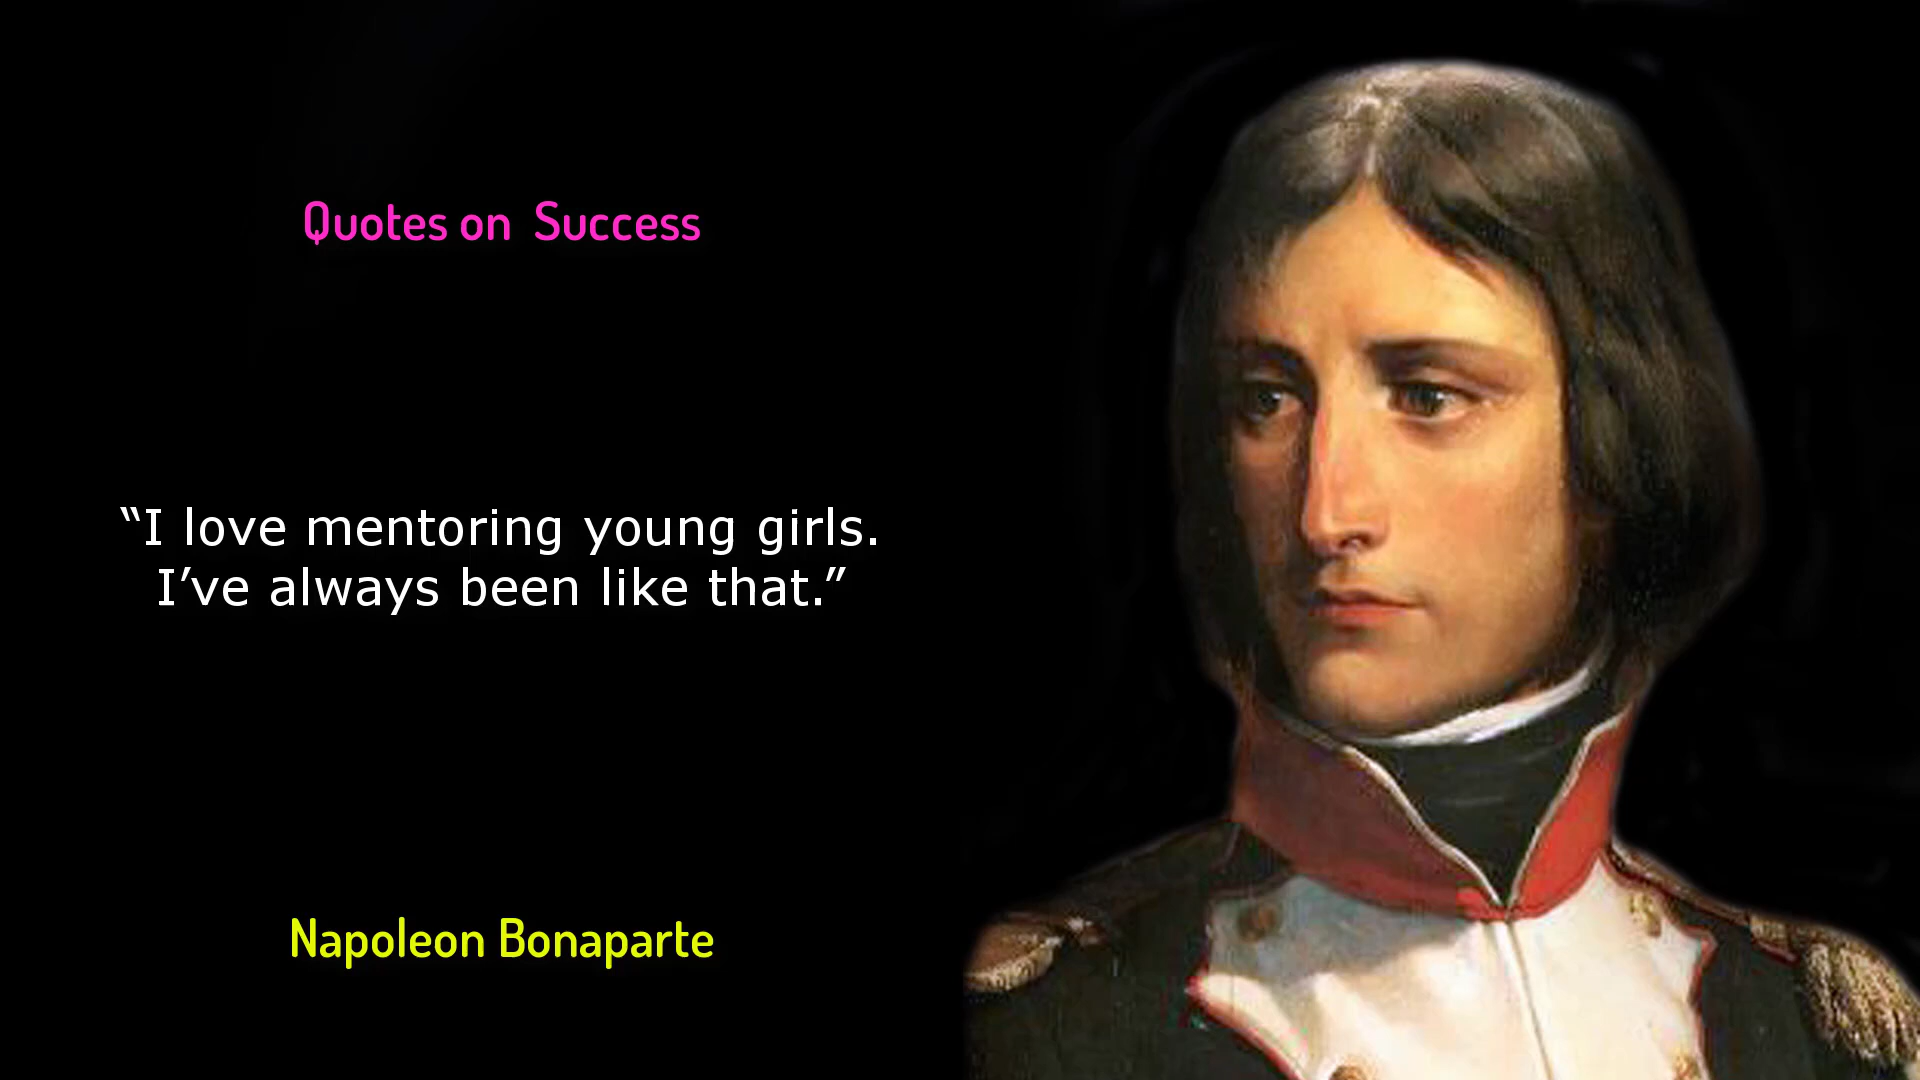 Quotes on  Success
“I love mentoring young girls.
I’ve always been like that.”
Napoleon Bonaparte